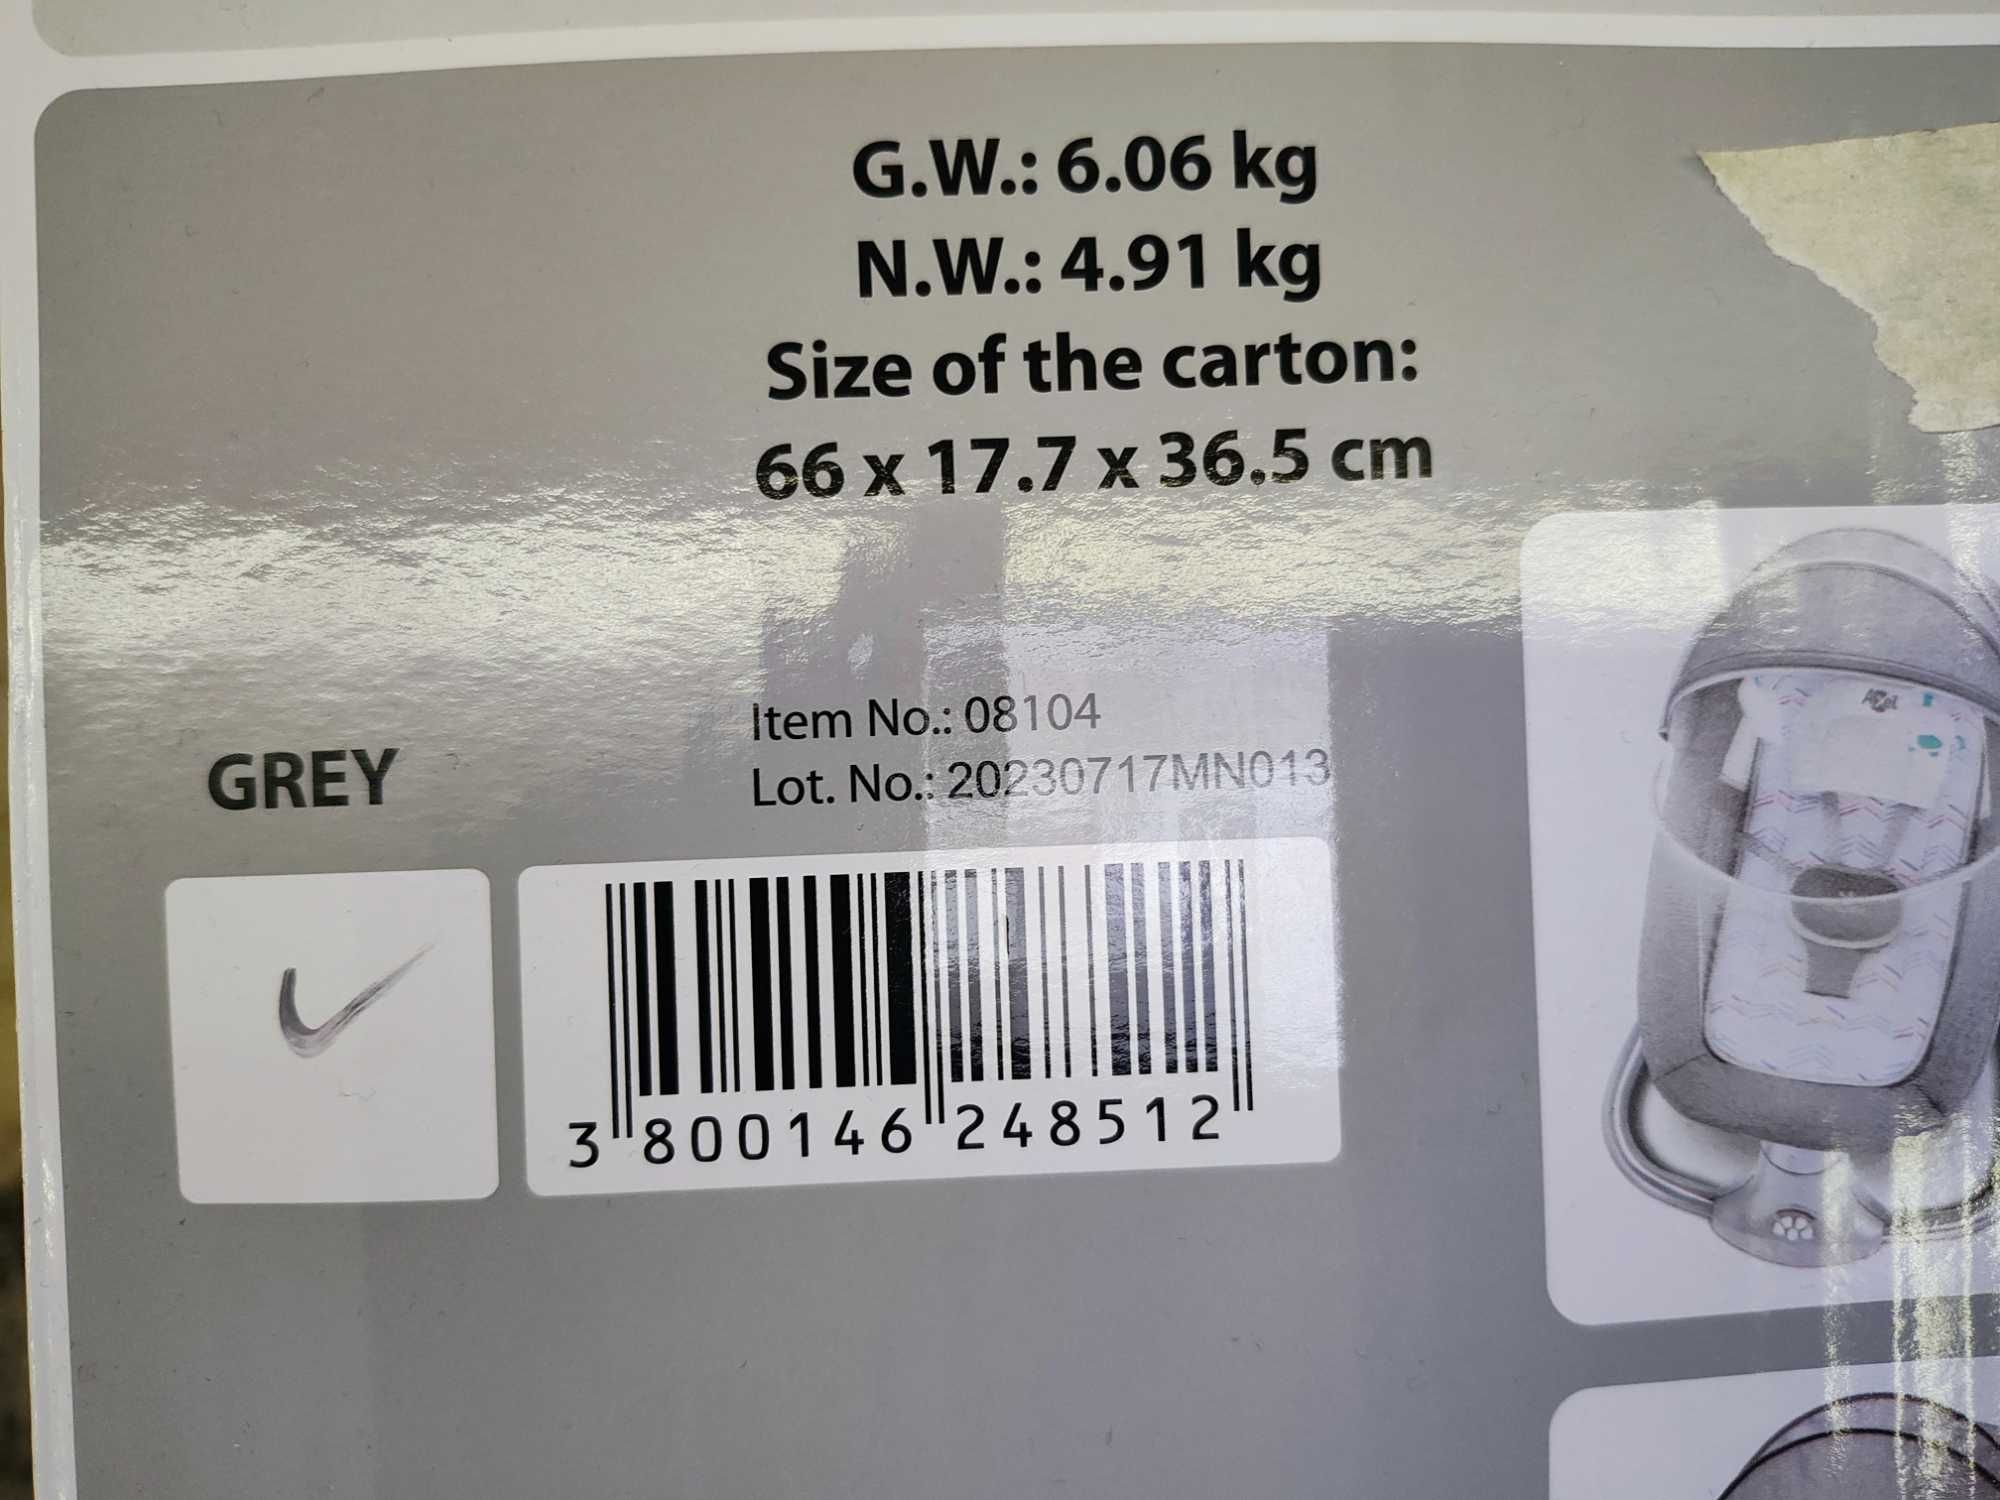 G.W.: 6.06 kg
N.W.: 4.91 kg
Size of the carton:
66 x 17.7 x 36.5 cm
Item No.: 08104
Lot. No.: 20230717MN013
GREY
3 800146 248512